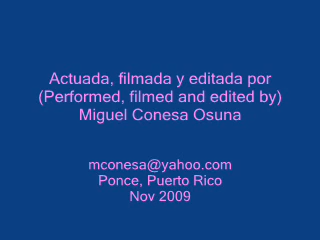 Actuada, filmada y editada por
(Performed, filmed and edited by)
Miguel Conesa Osuna
mconesa@yahoo.com
Ponce, Puerto Rico
Nov 2009